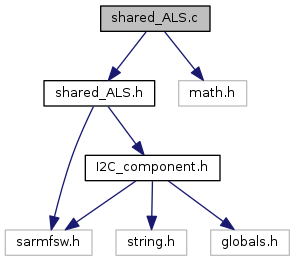 shared_ALS.c
shared_ALS.h
math.h
I2C_component.h
sarmfsw.h
string.h
globals.h